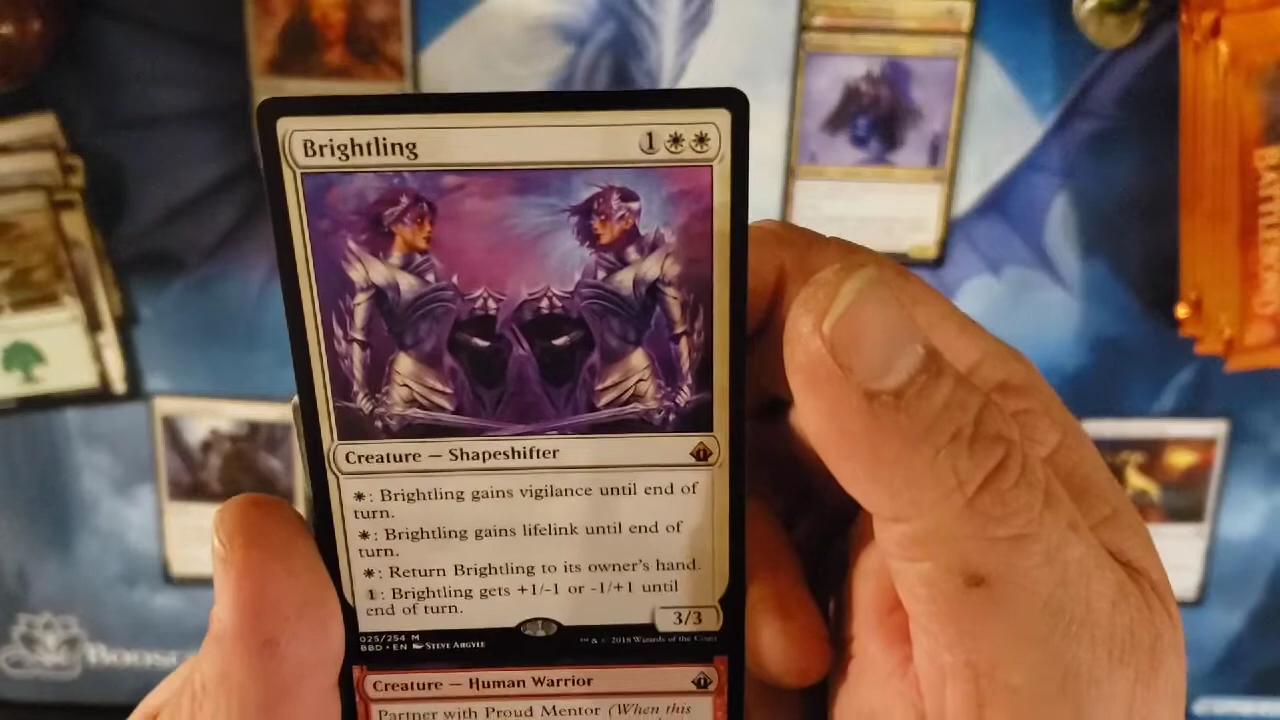 Brightling
1
Creature — Shapeshifter
: Brightling gains vigilance until end of
turn.
: Brightling gains lifelink until end of
turn.
: Return Brightling to its owner's hand.
1: Brightling gets +1/-1 or -1/+1 until
end of turn.
3/3
025/254 M
BBD • EN STEVE ARGYLE
™ & © 2018 Wizards of the Coast
Creature — Human Warrior
Partner with Proud Mentor (When this
BATTLEBOND